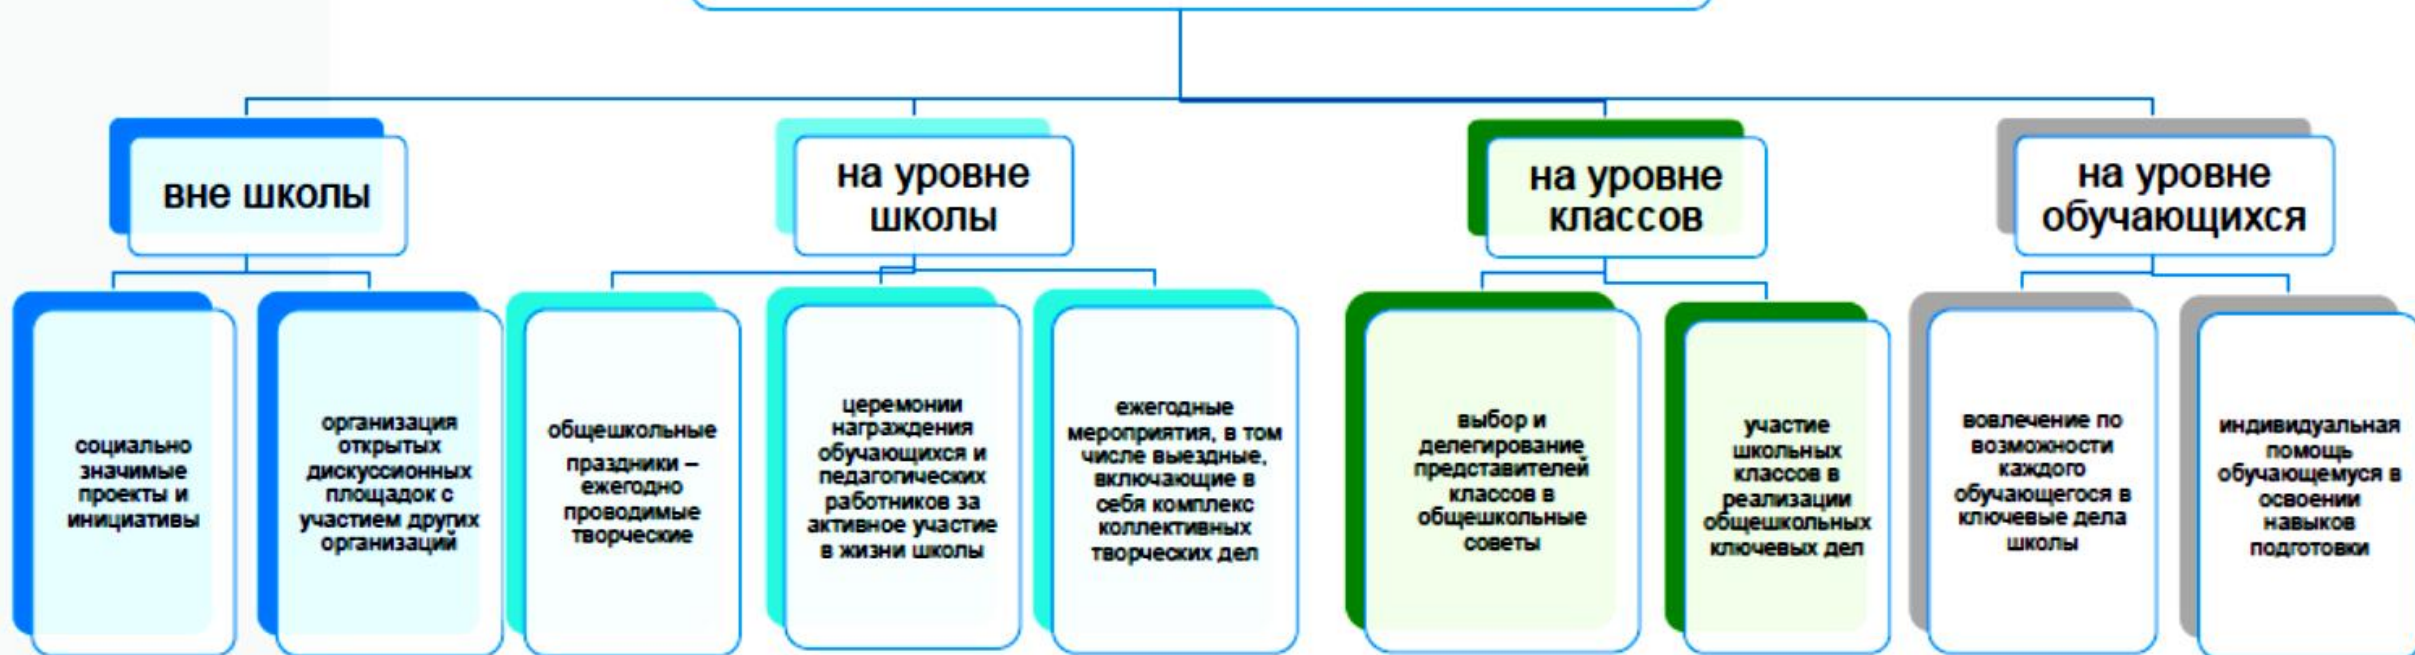 вне школы
на уровне
школы
на уровне
классов
на уровне
обучающихся
социально
значимые
проекты и
инициативы
организация
открытых
дискуссионных
площадок с
участием других
организаций
общешкольные
праздники –
ежегодно
проводимые
творческие
церемонии
награждения
обучающихся и
педагогических
работников за
активное участие
в жизни школы
ежегодные
мероприятия, в том
числе выездные,
включающие в
себя комплекс
коллективных
творческих дел
выбор и
делегирование
представителей
классов в
общешкольные
советы
участие
школьных
классов в
реализации
общешкольных
ключевых дел
вовлечение по
возможности
каждого
обучающегося в
ключевые дела
школы
индивидуальная
помощь
обучающемуся в
освоении
навыков
подготовки